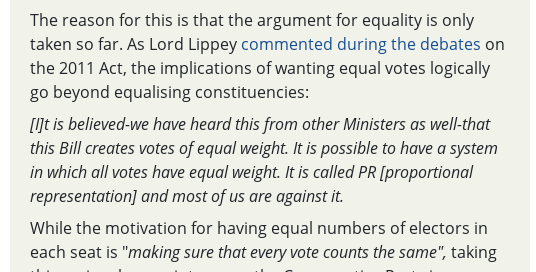 The reason for this is that the argument for equality is only
taken so far. As Lord Lippey commented during the debates on
the 2011 Act, the implications of wanting equal votes logically
go beyond equalising constituencies:
[I]t is believed-we have heard this from other Ministers as well-that
this Bill creates votes of equal weight. It is possible to have a system
in which all votes have equal weight. It is called PR [proportional
representation] and most of us are against it.
While the motivation for having equal numbers of electors in
each seat is "making sure that every vote counts the same", taking